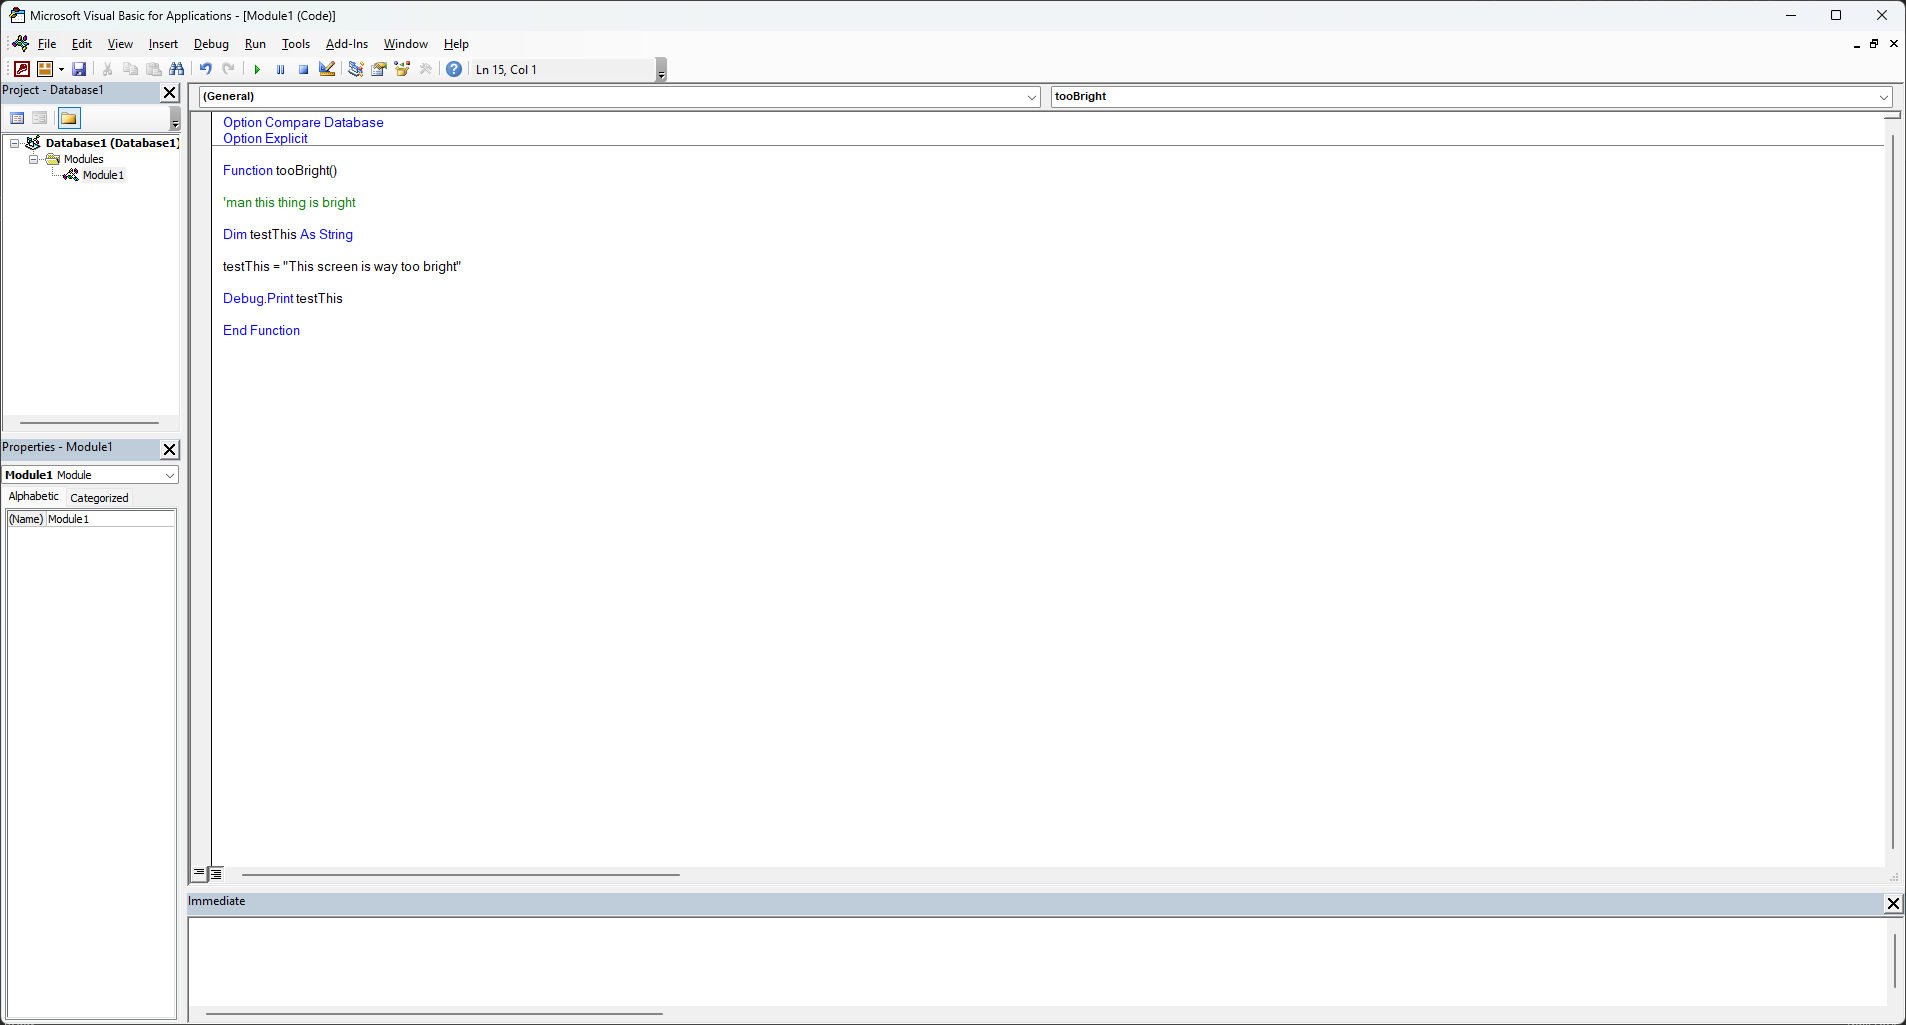 Microsoft Visual Basic for Applications - [Module1 (Code)]
File Edit View Insert Debug Run Tools Add-Ins Window Help
Ln 15, Col 1
Project - Database1
Database1 (Database1)
Modules
Module1
Properties - Module1
Module1 Module
Alphabetic Categorized
(Name) Module1
(General) tooBright
Option Compare Database
Option Explicit
Function tooBright()
'man this thing is bright
Dim testThis As String
testThis = "This screen is way too bright"
Debug.Print testThis
End Function
Immediate